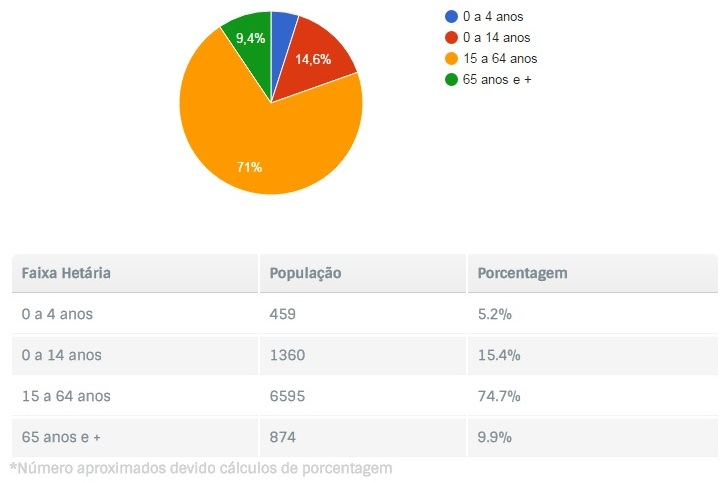 0 a 4 anos
0 a 14 anos
15 a 64 anos
65 anos e +
9,4%
14,6%
71%
Faixa Hetária População Porcentagem
0 a 4 anos 459 5.2%
0 a 14 anos 1360 15.4%
15 a 64 anos 6595 74.7%
65 anos e + 874 9.9%
*Número aproximados devido cálculos de porcentagem